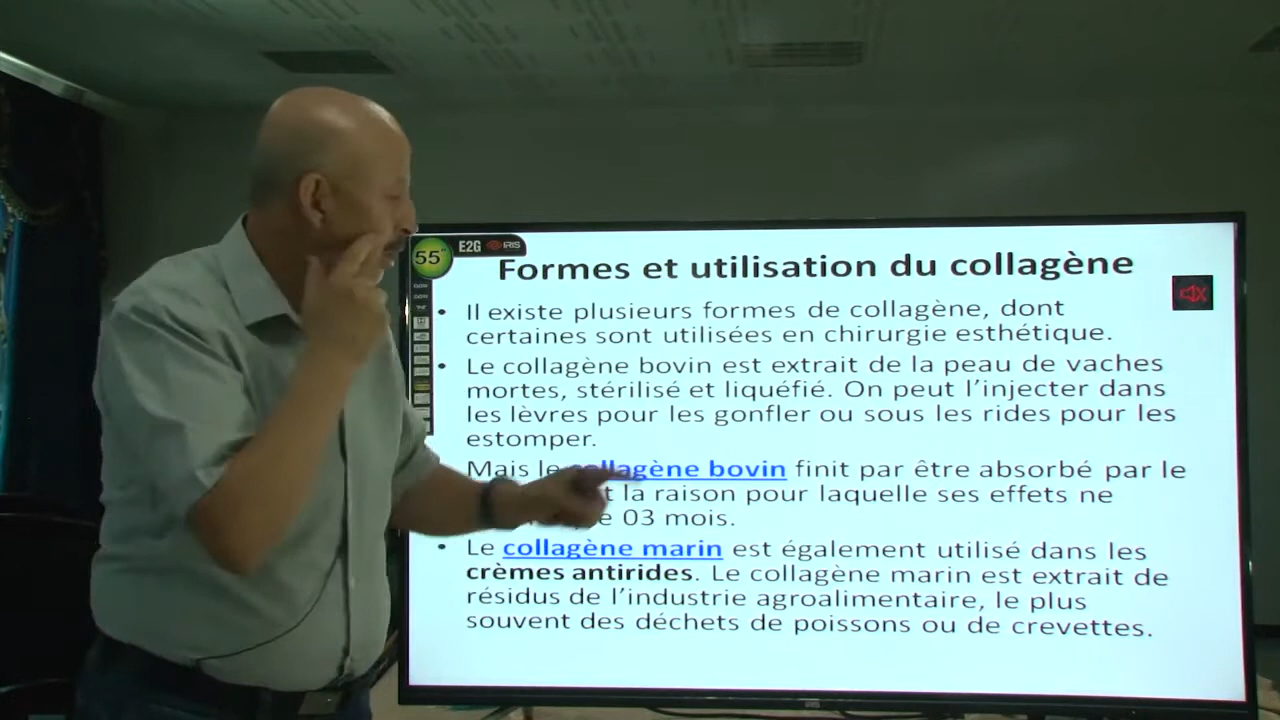 55"
E2G IRIS
Formes et utilisation du collagène
• Il existe plusieurs formes de collagène, dont
certaines sont utilisées en chirurgie esthétique.
• Le collagène bovin est extrait de la peau de vaches
mortes, stérilisé et liquéfié. On peut l'injecter dans
les lèvres pour les gonfler ou sous les rides pour les
estomper.
Mais le collagène bovin finit par être absorbé par le
la raison pour laquelle ses effets ne
03 mois.
• Le collagène marin est également utilisé dans les
crèmes antirides. Le collagène marin est extrait de
résidus de l'industrie agroalimentaire, le plus
souvent des déchets de poissons ou de crevettes.
IRIS